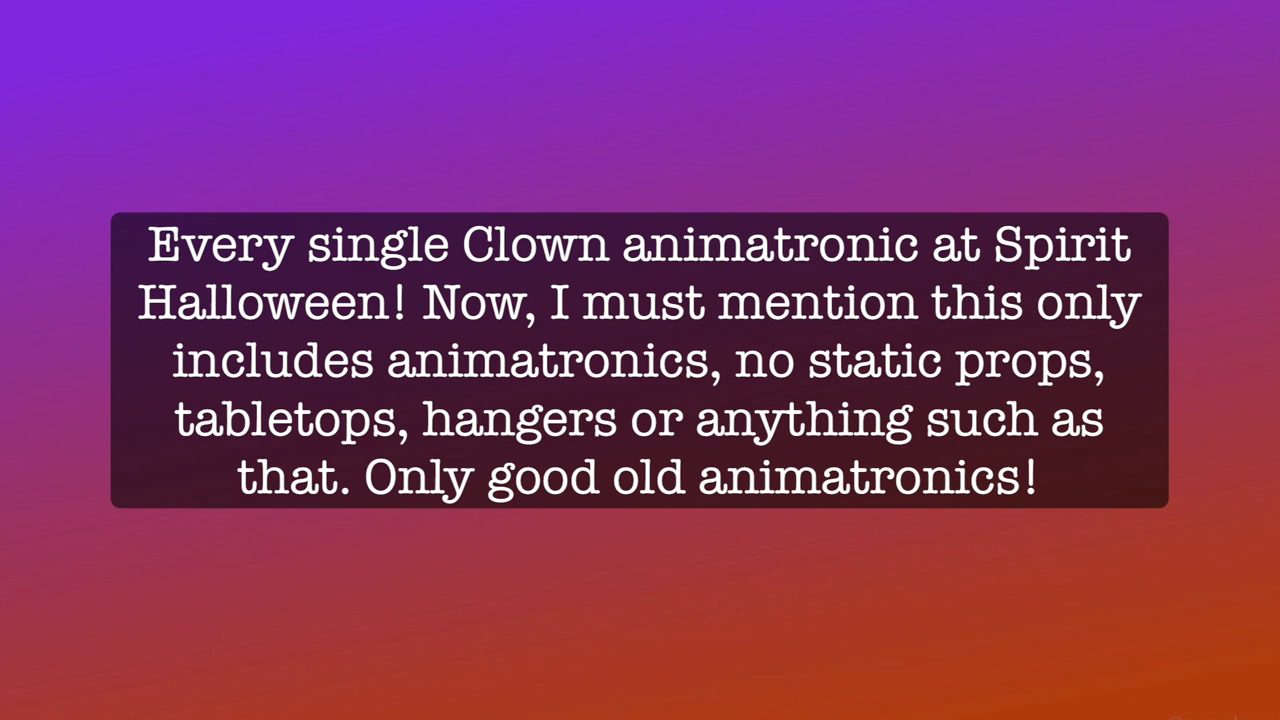 Every single Clown animatronic at Spirit
Halloween! Now, I must mention this only
includes animatronics, no static props,
tabletops, hangers or anything such as
that. Only good old animatronics!